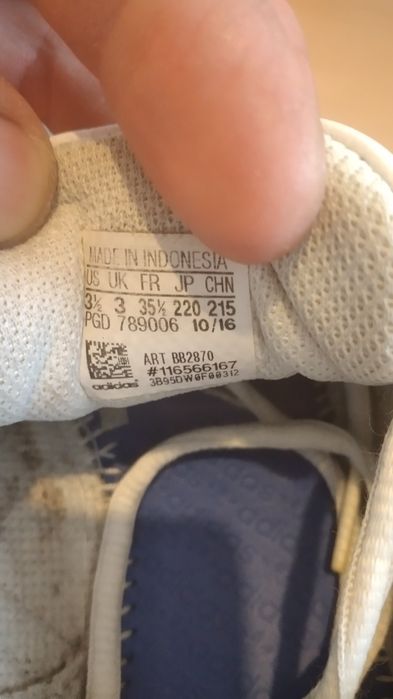 MADE IN INDONESIA
US UK FR JP CHN
3½ 3 35½ 220 215
PGD 789006 10/16
ART BB2870
#116566167
adidas 3B95DW0F00312